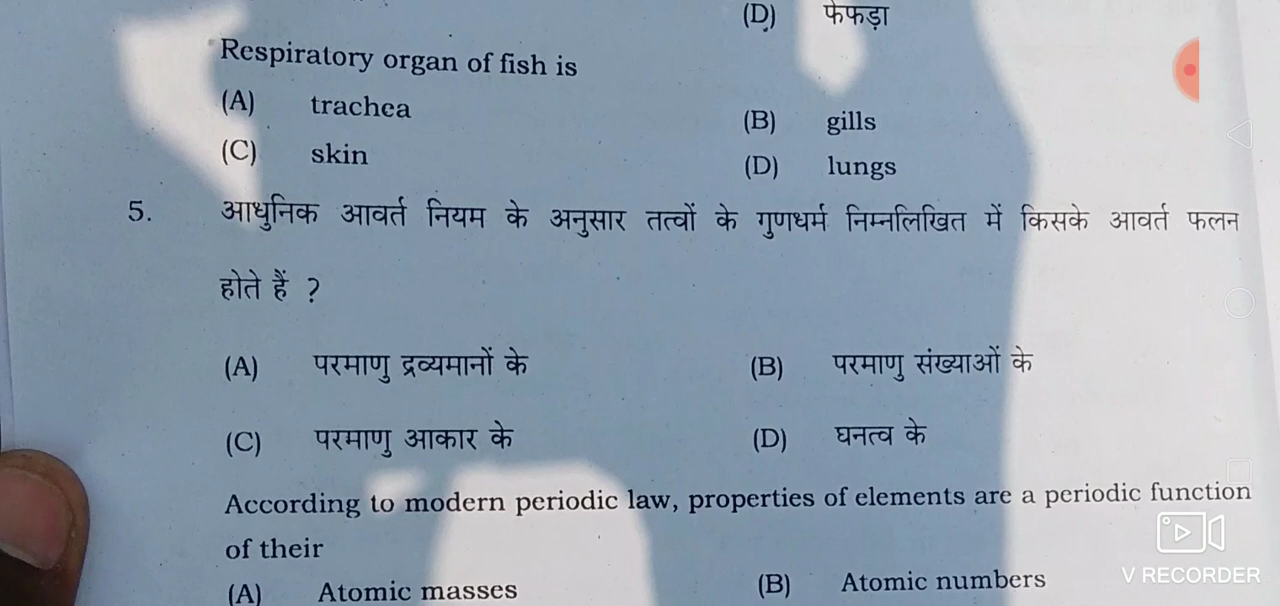 (D) फेफड़ा
Respiratory organ of fish is
(A) trachea
(B) gills
(C) skin
(D) lungs
5. आधुनिक आवर्त नियम के अनुसार तत्वों के गुणधर्म निम्नलिखित में किसके आवर्त फलन
होते हैं ?
(A) परमाणु द्रव्यमानों के
(B) परमाणु संख्याओं के
(C) परमाणु आकार के
(D) घनत्व के
According to modern periodic law, properties of elements are a periodic function
of their
(A) Atomic masses
(B) Atomic numbers
V RECORDER